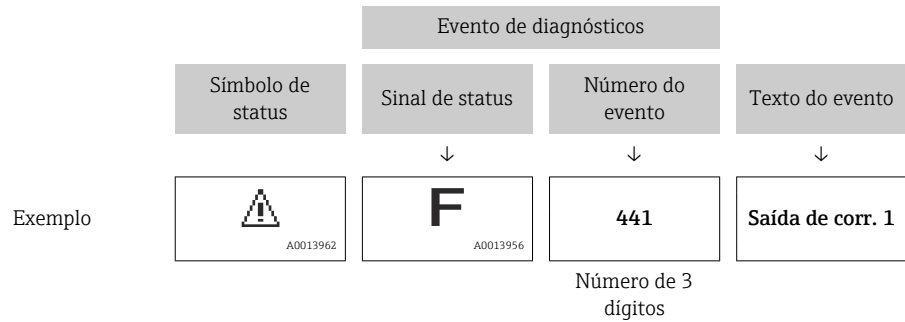 Evento de diagnósticos
Símbolo de
status
Sinal de status
Número do
evento
Texto do evento
↓
↓
↓
Exemplo
A0013962
F
A0013956
441
Saída de corr. 1
Número de 3
dígitos